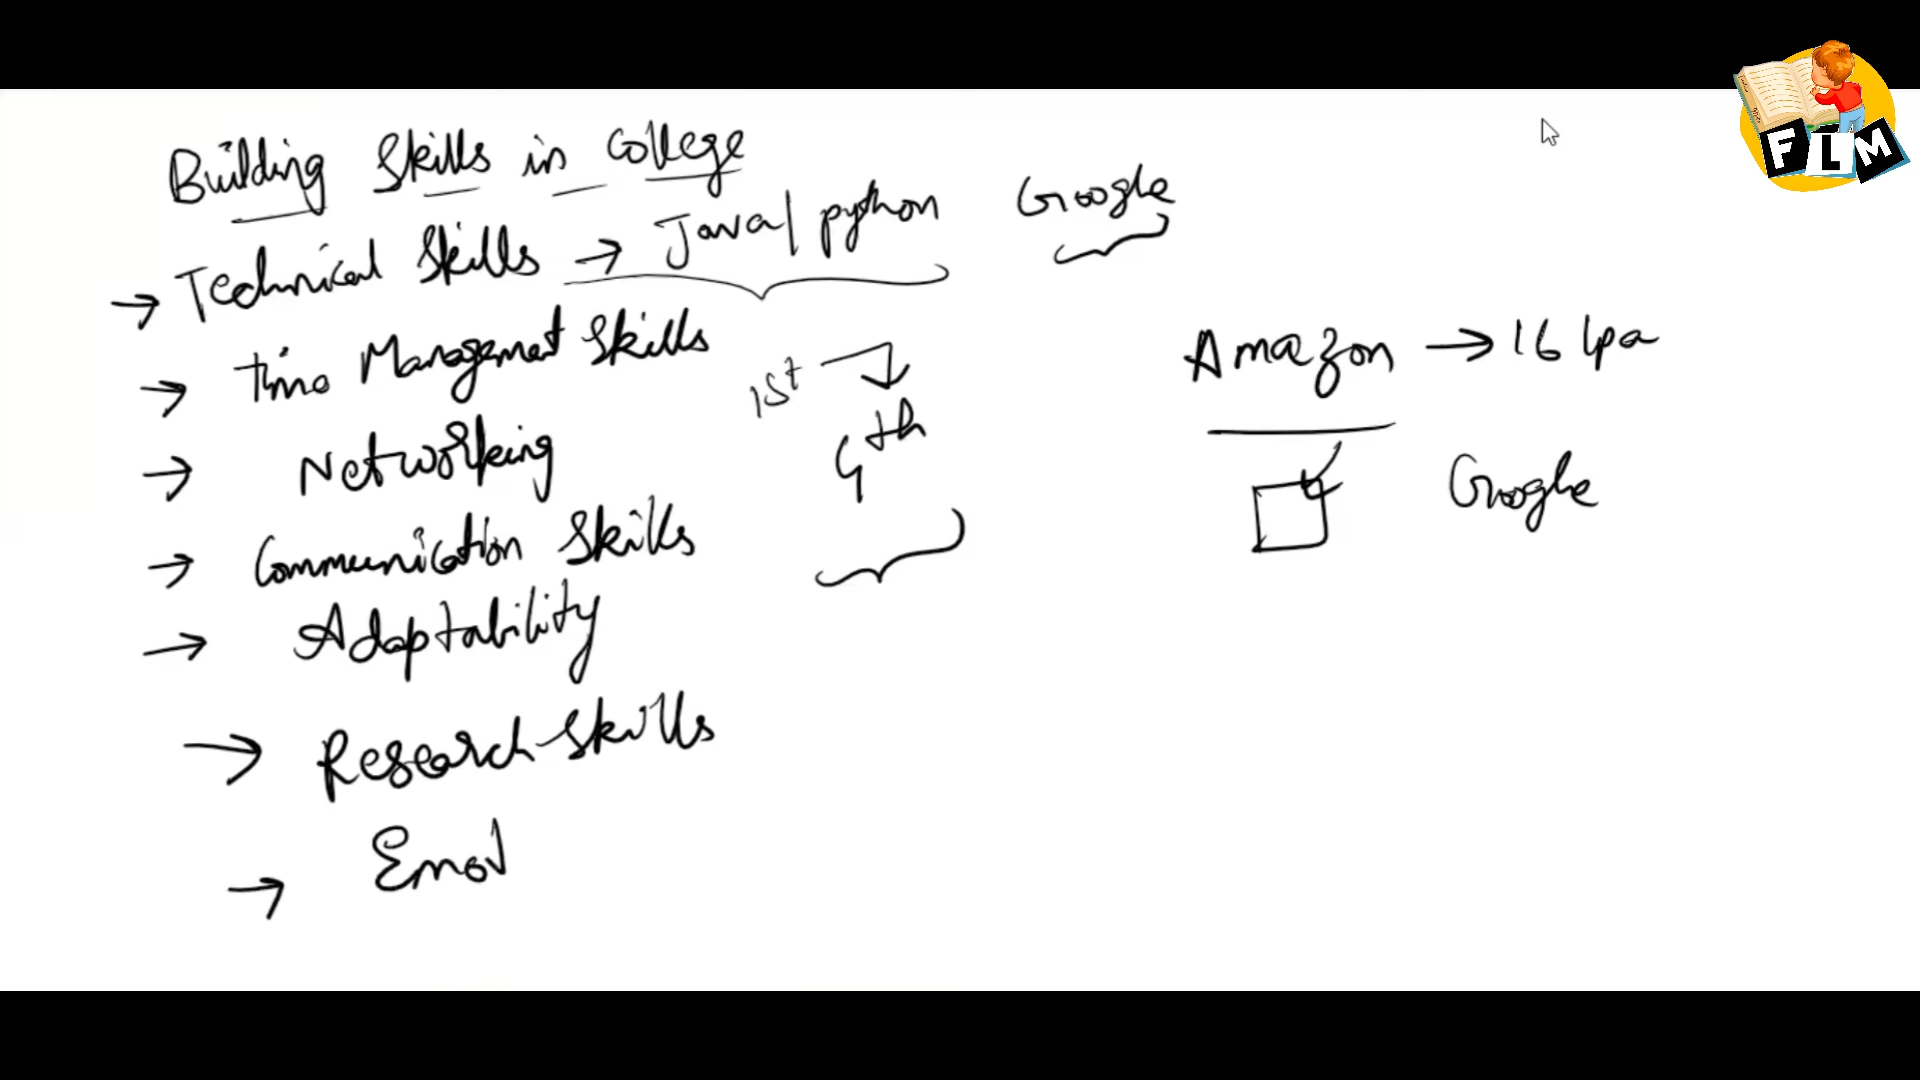 Building Skills in College
→ Technical Skills → Java/python
Google
→ Time Management Skills
1st
4th
→ Networking
→ Communication Skills
→ Adaptability
→ Research Skills
→ Emot
Amazon → 16 lpa
Google
FLM